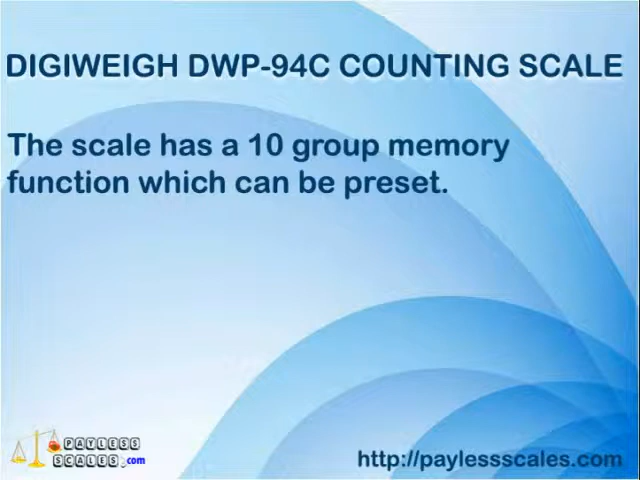 DIGIWEIGH DWP-94C COUNTING SCALE
The scale has a 10 group memory
function which can be preset.
PAYLESS
SCALES.com
http://paylessscales.com